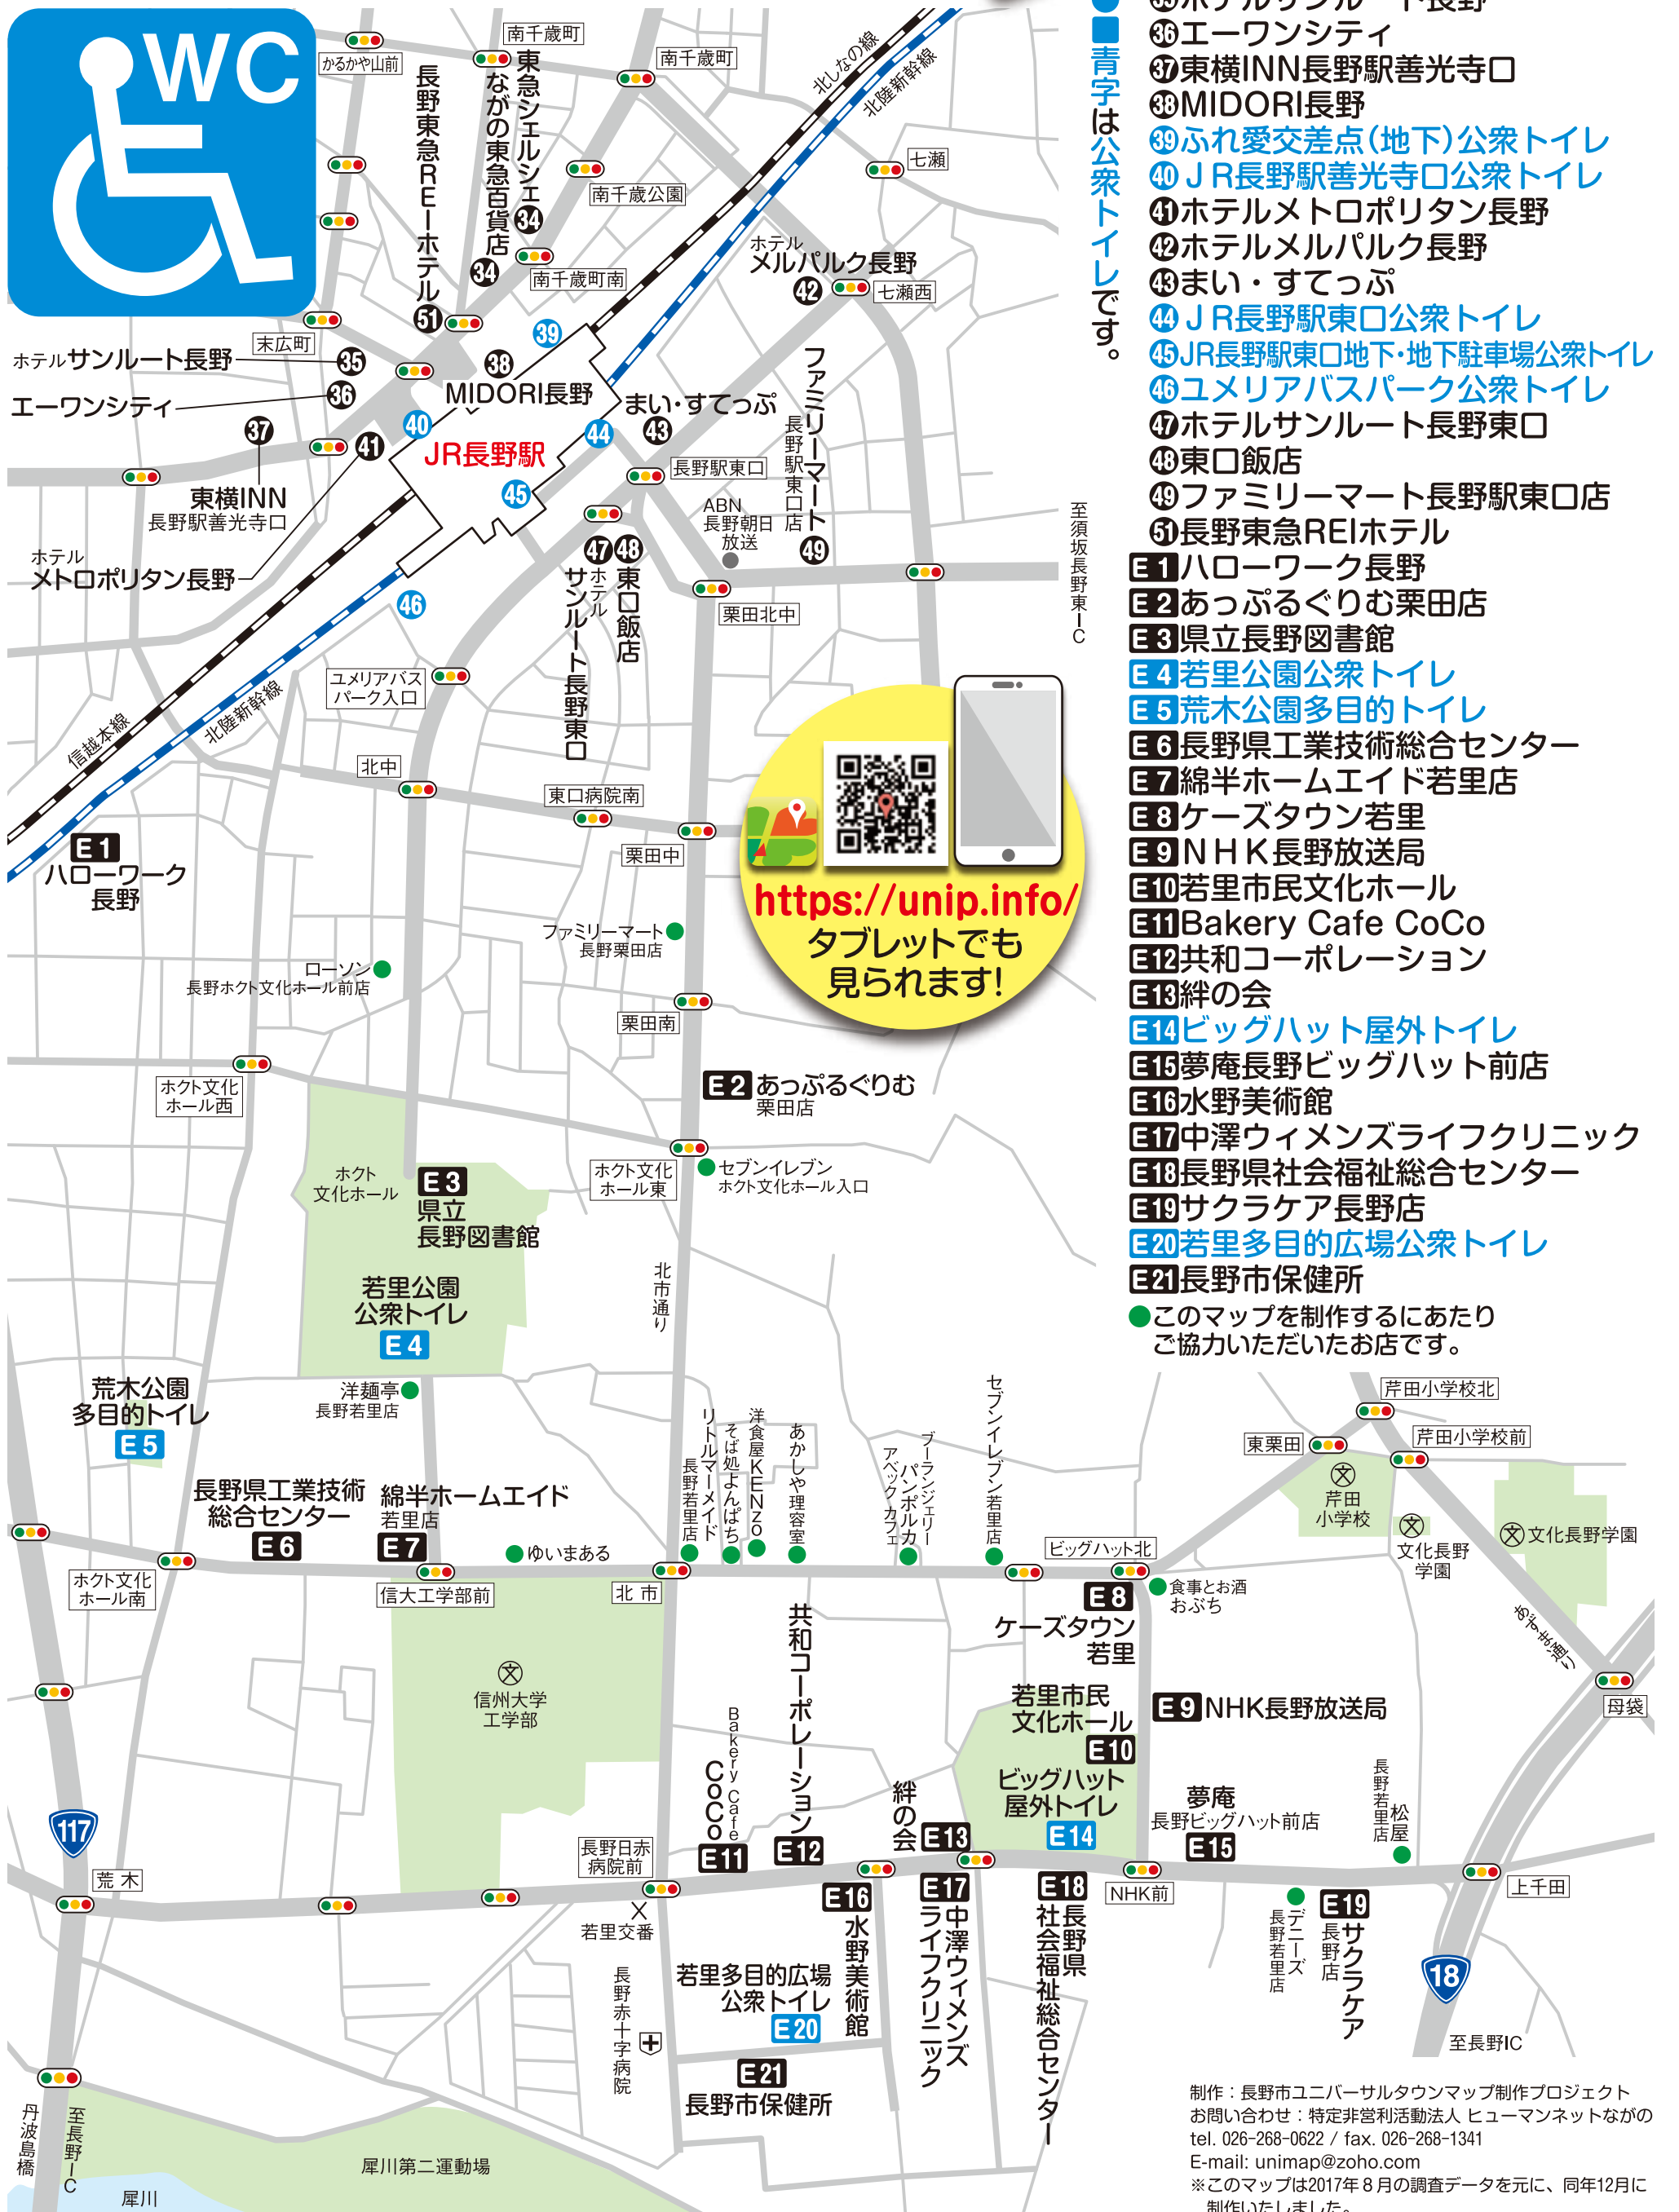 WC
かるかや山前
南千歳町
南千歳町
東急シェルシェ
34
ながの東急百貨店
34
長野東急REIホテル
51
南千歳公園
南千歳町南
北しなの線
北陸新幹線
七瀬
ホテル
メルパルク長野
42
七瀬西
末広町
ホテルサンルート長野
35
エーワンシティ
36
37
東横INN
長野駅善光寺口
41
ホテル
メトロポリタン長野
38
MIDORI長野
39
40
JR長野駅
44
45
46
まい・すてっぷ
43
長野駅東口
ファミリーマート
長野駅東口店
49
ABN
長野朝日
放送
栗田北中
至須坂長野東IC
47
ホテル
サンルート長野東口
48
東口飯店
ユメリアバス
パーク入口
信越本線
北陸新幹線
北中
東口病院南
栗田中
E1
ハローワーク
長野
https://unip.info/
タブレットでも
見られます!
ファミリーマート
長野栗田店
ローソン
長野ホクト文化ホール前店
栗田南
ホクト文化
ホール西
E2 あっぷるぐりむ
栗田店
ホクト文化
ホール東
セブンイレブン
ホクト文化ホール入口
ホクト
文化ホール
E3
県立
長野図書館
北市通り
若里公園
公衆トイレ
E4
荒木公園
多目的トイレ
E5
洋麺亭
長野若里店
長野県工業技術
総合センター
E6
綿半ホームエイド
若里店
E7
ゆいまある
リトルマーメイド
長野若里店
そば処よんぱち
洋食屋KENzo
あかしや理容室
ブーランジェリー
パンポルカ
アベック カフェ
セブンイレブン若里店
ビッグハット北
芹田小学校北
東栗田
芹田小学校前
文
芹田
小学校
文
文化長野
学園
文 文化長野学園
ホクト文化
ホール南
信大工学部前
北 市
E8
ケーズタウン
若里
食事とお酒
おぶち
あずま通り
母袋
文
信州大学
工学部
共和コーポレーション
E12
Bakery Cafe
CoCo
E11
若里市民
文化ホール
E10
E9 NHK長野放送局
ビッグハット
屋外トイレ
E14
絆の会
E13
夢庵
長野ビッグハット前店
E15
松屋
長野若里店
117
荒 木
長野日赤
病院前
若里交番
E16
水野美術館
E17
中澤ウィメンズ
ライフクリニック
E18
長野県
社会福祉総合センター
NHK前
デニーズ
長野若里店
E19
サクラケア
長野店
上千田
18
至長野IC
長野赤十字病院
若里多目的広場
公衆トイレ
E20
E21
長野市保健所
丹波島橋
至長野IC
犀川
犀川第二運動場
●■青字は公衆トイレです。
35ホテルサンルート長野
36エーワンシティ
37東横INN長野駅善光寺口
38MIDORI長野
39ふれ愛交差点(地下)公衆トイレ
40JR長野駅善光寺口公衆トイレ
41ホテルメトロポリタン長野
42ホテルメルパルク長野
43まい・すてっぷ
44JR長野駅東口公衆トイレ
45JR長野駅東口地下・地下駐車場公衆トイレ
46ユメリアバスパーク公衆トイレ
47ホテルサンルート長野東口
48東口飯店
49ファミリーマート長野駅東口店
51長野東急REIホテル
E1ハローワーク長野
E2あっぷるぐりむ栗田店
E3県立長野図書館
E4若里公園公衆トイレ
E5荒木公園多目的トイレ
E6長野県工業技術総合センター
E7綿半ホームエイド若里店
E8ケーズタウン若里
E9NHK長野放送局
E10若里市民文化ホール
E11Bakery Cafe CoCo
E12共和コーポレーション
E13絆の会
E14ビッグハット屋外トイレ
E15夢庵長野ビッグハット前店
E16水野美術館
E17中澤ウィメンズライフクリニック
E18長野県社会福祉総合センター
E19サクラケア長野店
E20若里多目的広場公衆トイレ
E21長野市保健所
●このマップを制作するにあたり
ご協力いただいたお店です。
制作：長野市ユニバーサルタウンマップ制作プロジェクト
お問い合わせ：特定非営利活動法人 ヒューマンネットながの
tel. 026-268-0622 / fax. 026-268-1341
E-mail: unimap@zoho.com
※このマップは2017年8月の調査データを元に、同年12月に
制作いたしました。